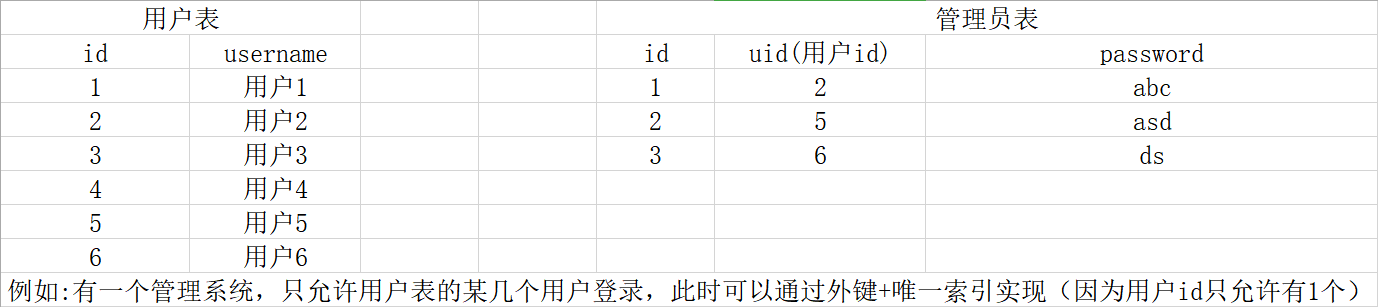 用户表 管理员表
id username id uid(用户id) password
1 用户1 1 2 abc
2 用户2 2 5 asd
3 用户3 3 6 ds
4 用户4
5 用户5
6 用户6
例如:有一个管理系统，只允许用户表的某几个用户登录，此时可以通过外键+唯一索引实现（因为用户id只允许有1个）